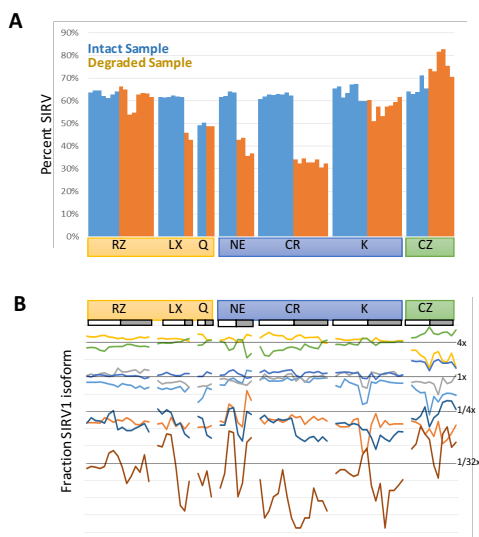 A
90%
Intact Sample
Degraded Sample
80%
70%
60%
50%
40%
30%
20%
10%
0%
Percent SIRV
RZ LX Q NE CR K CZ
B
RZ LX Q NE CR K CZ
4x
1x
1/4x
1/32x
Fraction SIRV1 isoform